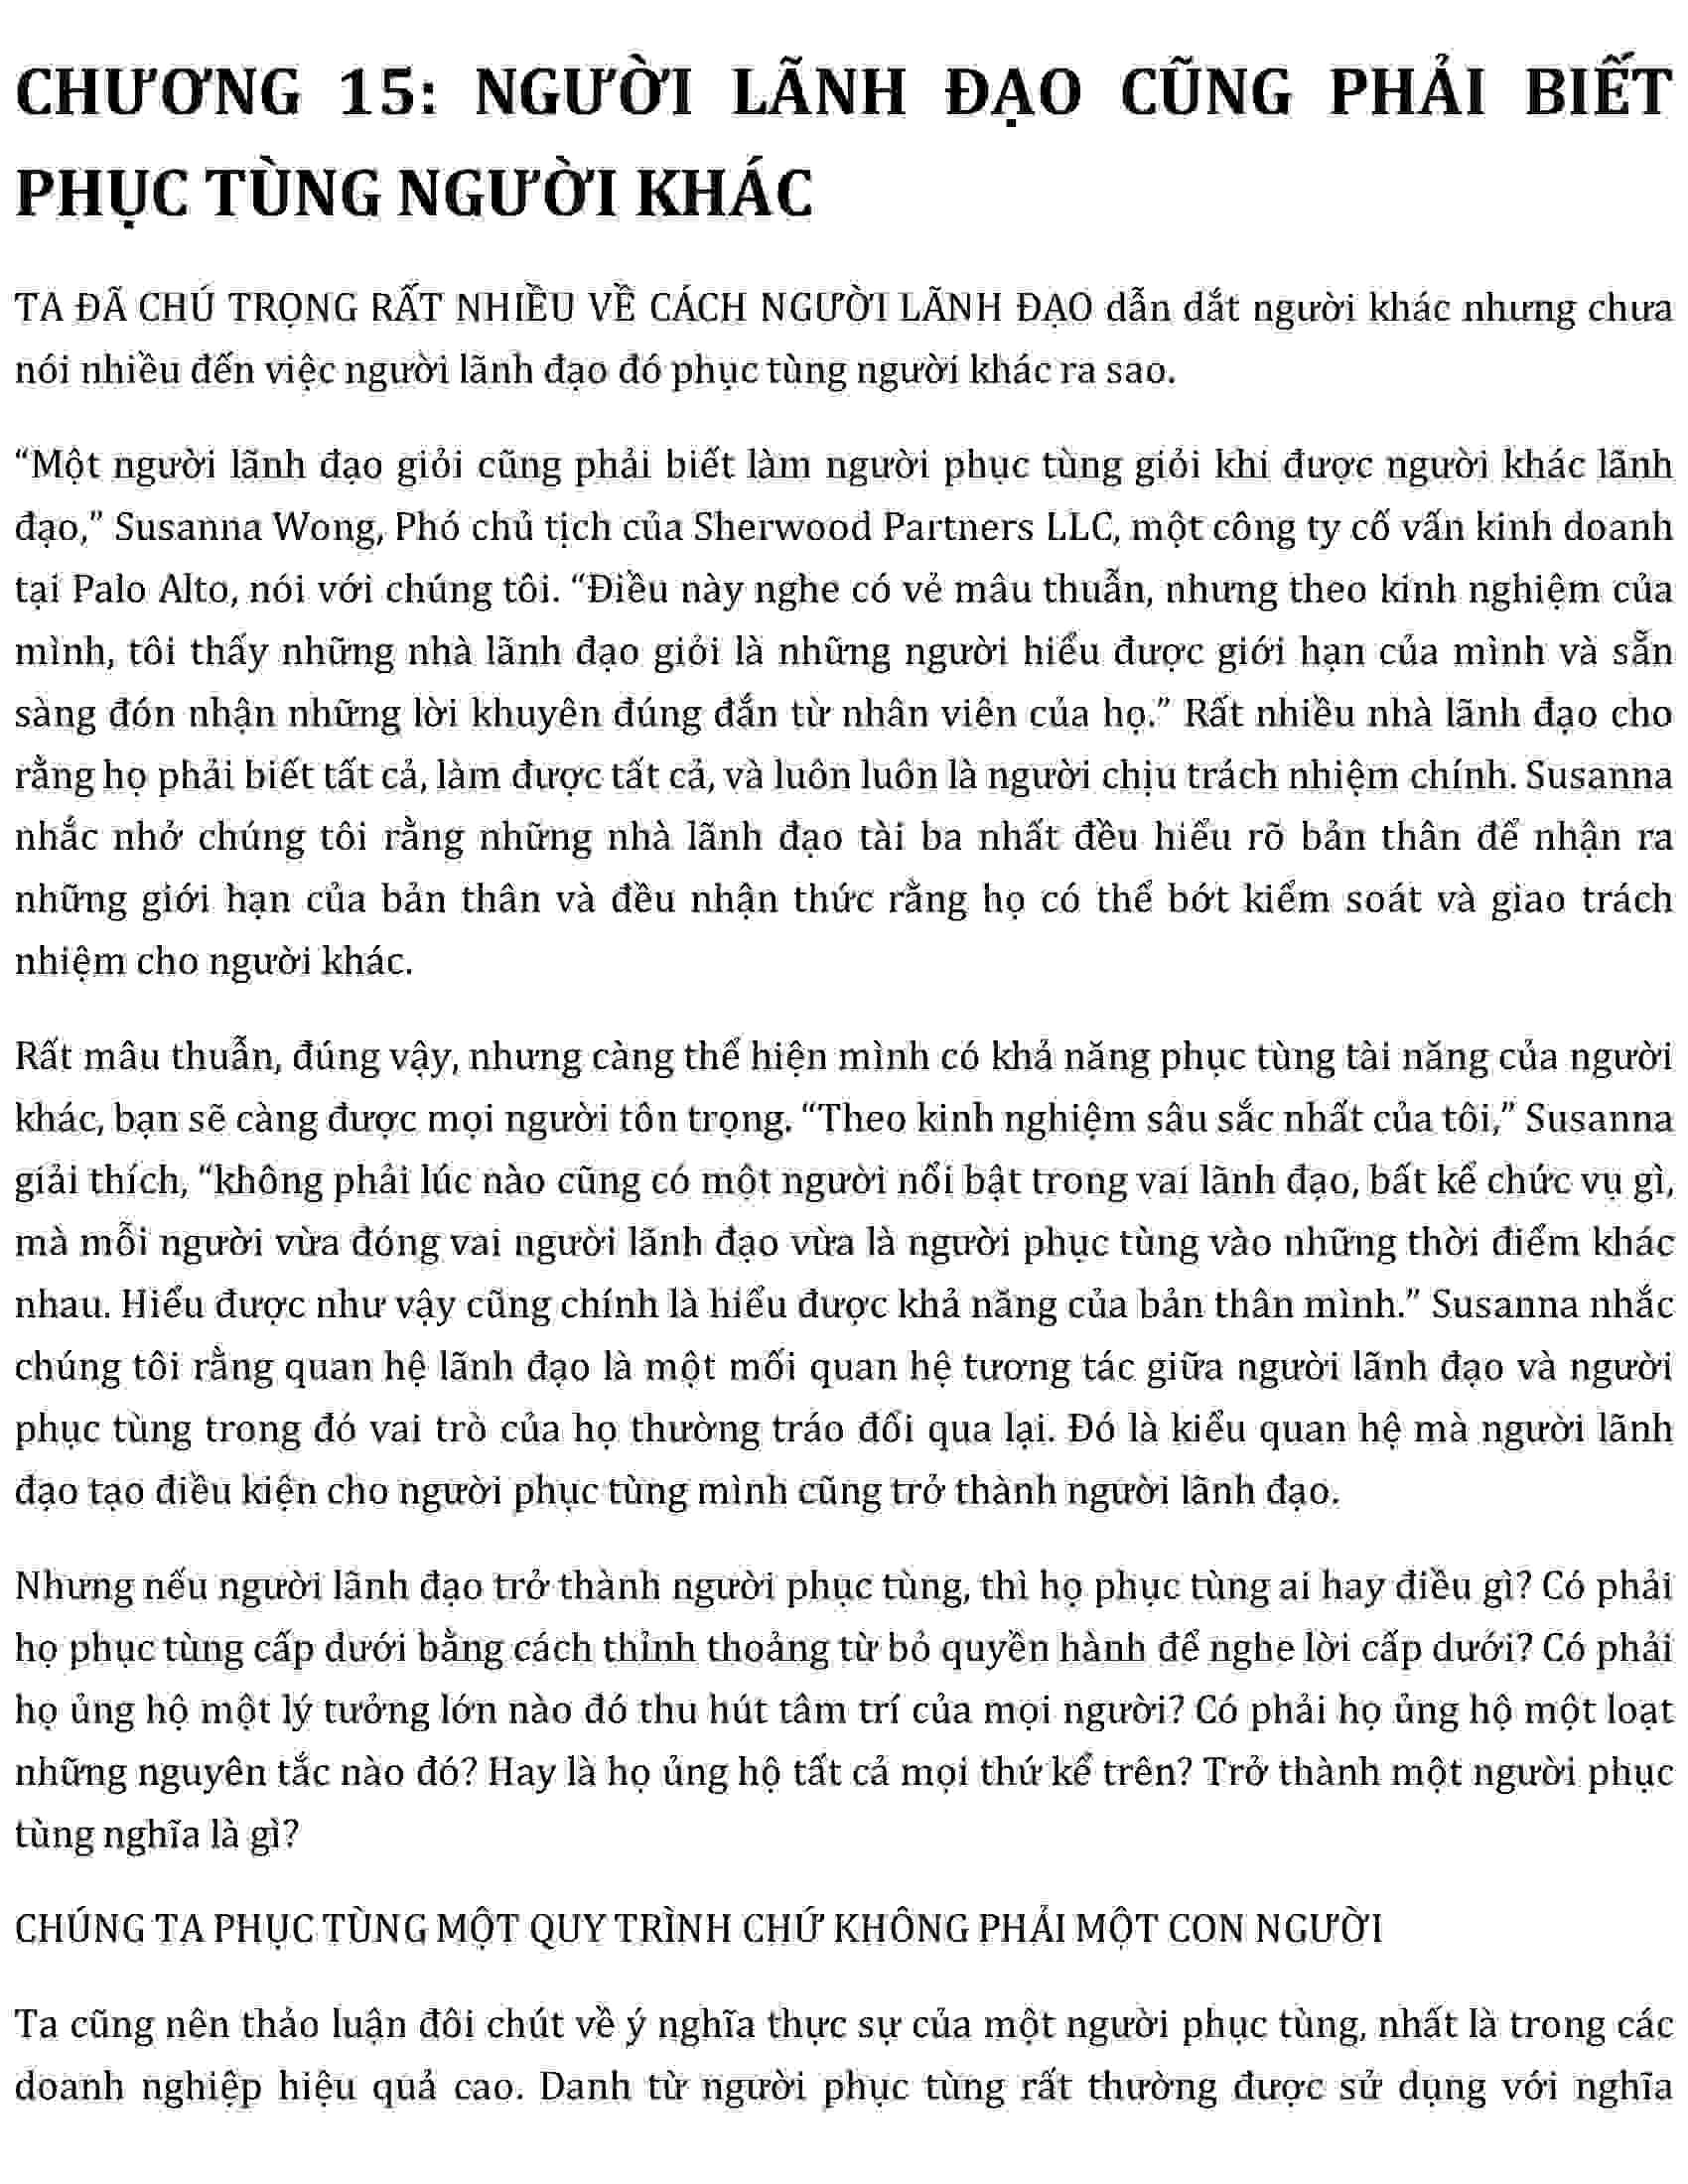 CHƯƠNG 15: NGƯỜI LÃNH ĐẠO CŨNG PHẢI BIẾT
PHỤC TÙNG NGƯỜI KHÁC
TA ĐÃ CHÚ TRỌNG RẤT NHIỀU VỀ CÁCH NGƯỜI LÃNH ĐẠO dẫn dắt người khác nhưng chưa
nói nhiều đến việc người lãnh đạo đó phục tùng người khác ra sao.
“Một người lãnh đạo giỏi cũng phải biết làm người phục tùng giỏi khi được người khác lãnh
đạo,” Susanna Wong, Phó chủ tịch của Sherwood Partners LLC, một công ty cố vấn kinh doanh
tại Palo Alto, nói với chúng tôi. “Điều này nghe có vẻ mâu thuẫn, nhưng theo kinh nghiệm của
mình, tôi thấy những nhà lãnh đạo giỏi là những người hiểu được giới hạn của mình và sẵn
sàng đón nhận những lời khuyên đúng đắn từ nhân viên của họ.” Rất nhiều nhà lãnh đạo cho
rằng họ phải biết tất cả, làm được tất cả, và luôn luôn là người chịu trách nhiệm chính. Susanna
nhắc nhở chúng tôi rằng những nhà lãnh đạo tài ba nhất đều hiểu rõ bản thân để nhận ra
những giới hạn của bản thân và đều nhận thức rằng họ có thể bớt kiểm soát và giao trách
nhiệm cho người khác.
Rất mâu thuẫn, đúng vậy, nhưng càng thể hiện mình có khả năng phục tùng tài năng của người
khác, bạn sẽ càng được mọi người tôn trọng. “Theo kinh nghiệm sâu sắc nhất của tôi,” Susanna
giải thích, “không phải lúc nào cũng có một người nổi bật trong vai lãnh đạo, bất kể chức vụ gì,
mà mỗi người vừa đóng vai người lãnh đạo vừa là người phục tùng vào những thời điểm khác
nhau. Hiểu được như vậy cũng chính là hiểu được khả năng của bản thân mình.” Susanna nhắc
chúng tôi rằng quan hệ lãnh đạo là một mối quan hệ tương tác giữa người lãnh đạo và người
phục tùng trong đó vai trò của họ thường tráo đổi qua lại. Đó là kiểu quan hệ mà người lãnh
đạo tạo điều kiện cho người phục tùng mình cũng trở thành người lãnh đạo.
Nhưng nếu người lãnh đạo trở thành người phục tùng, thì họ phục tùng ai hay điều gì? Có phải
họ phục tùng cấp dưới bằng cách thỉnh thoảng từ bỏ quyền hành để nghe lời cấp dưới? Có phải
họ ủng hộ một lý tưởng lớn nào đó thu hút tâm trí của mọi người? Có phải họ ủng hộ một loạt
những nguyên tắc nào đó? Hay là họ ủng hộ tất cả mọi thứ kể trên? Trở thành một người phục
tùng nghĩa là gì?
CHÚNG TA PHỤC TÙNG MỘT QUY TRÌNH CHỨ KHÔNG PHẢI MỘT CON NGƯỜI
Ta cũng nên thảo luận đôi chút về ý nghĩa thực sự của một người phục tùng, nhất là trong các
doanh nghiệp hiệu quả cao. Danh từ người phục tùng rất thường được sử dụng với nghĩa